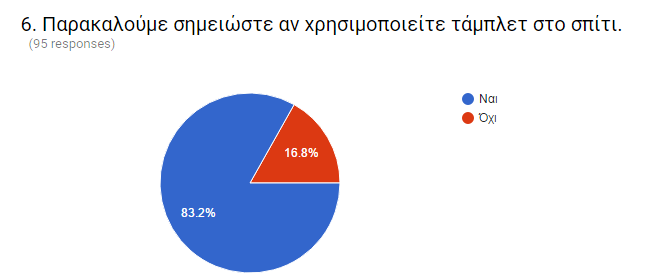 6. Παρακαλούμε σημειώστε αν χρησιμοποιείτε τάμπλετ στο σπίτι.
(95 responses)
Ναι
Όχι
16.8%
83.2%